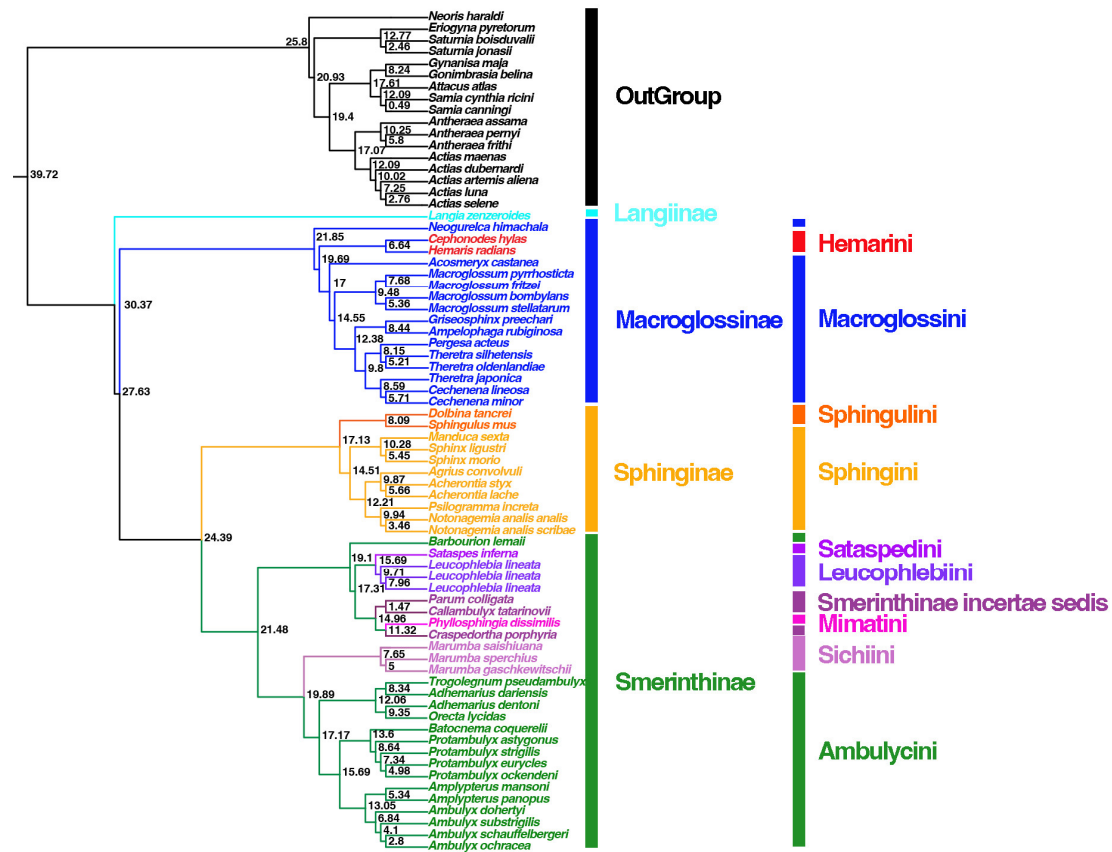 Neoris haraldi
Eriogyna pyretorum
12.77
Saturnia boisduvalii
25.8
2.46
Saturnia jonasii
Gynanisa maja
8.24
Gonimbrasia belina
20.93
17.61
Attacus atlas
OutGroup
12.09
Samia cynthia ricini
0.49
Samia canningi
19.4
Antheraea assama
10.25
Antheraea pernyi
5.8
Antheraea frithi
17.07
Actias maenas
12.09
Actias dubernardi
39.72
10.02
Actias artemis aliena
7.25
Actias luna
2.76
Actias selene
Langia zenzeroides
Langiinae
Neogurelca himachala
21.85
Cephonodes hylas
6.64
Hemarini
Hemaris radians
19.69
Acosmeryx castanea
Macroglossum pyrrhosticta
17
7.68
Macroglossum fritzei
9.48
Macroglossum bombylans
30.37
5.36
Macroglossum stellatarum
14.55
Griseosphinx preechari
Macroglossinae
Macroglossini
8.44
Ampelophaga rubiginosa
12.38
Pergesa acteus
8.15
Theretra silhetensis
5.21
Theretra oldenlandiae
9.8
Theretra japonica
8.59
Cechenena lineosa
27.63
5.71
Cechenena minor
Dolbina tancrei
8.09
Sphingulini
Sphingulus mus
17.13
Manduca sexta
10.28
Sphinx ligustri
5.45
Sphinx morio
14.51
Agrius convolvuli
Sphinginae
Sphingini
9.87
Acherontia styx
5.66
Acherontia lache
12.21
Psilogramma increta
9.94
Notonagemia analis analis
3.46
Notonagemia analis scribae
24.39
Barbourion lemaii
Sataspes inferna
Sataspedini
19.1
15.69
Leucophlebia lineata
9.71
Leucophlebia lineata
Leucophlebiini
7.96
Leucophlebia lineata
17.31
Parum colligata
Smerinthinae incertae sedis
1.47
Callambulyx tatarinovii
14.96
Phyllosphingia dissimilis
Mimatini
21.48
11.32
Craspedortha porphyria
Marumba saishiuana
7.65
Sichiini
Marumba sperchius
5
Marumba gaschkewitschii
Trogolegnum pseudambulyx
Smerinthinae
19.89
8.34
Adhemarius dariensis
12.06
Adhemarius dentoni
9.35
Orecta lycidas
17.17
Batocnema coquerelii
13.6
Protambulyx astygonus
8.64
Protambulyx strigilis
Ambulycini
7.34
Protambulyx eurycles
15.69
4.98
Protambulyx ockendeni
Amplypterus mansoni
5.34
Amplypterus panopus
13.05
Ambulyx dohertyi
6.84
Ambulyx substrigilis
4.1
Ambulyx schauffelbergeri
2.8
Ambulyx ochracea